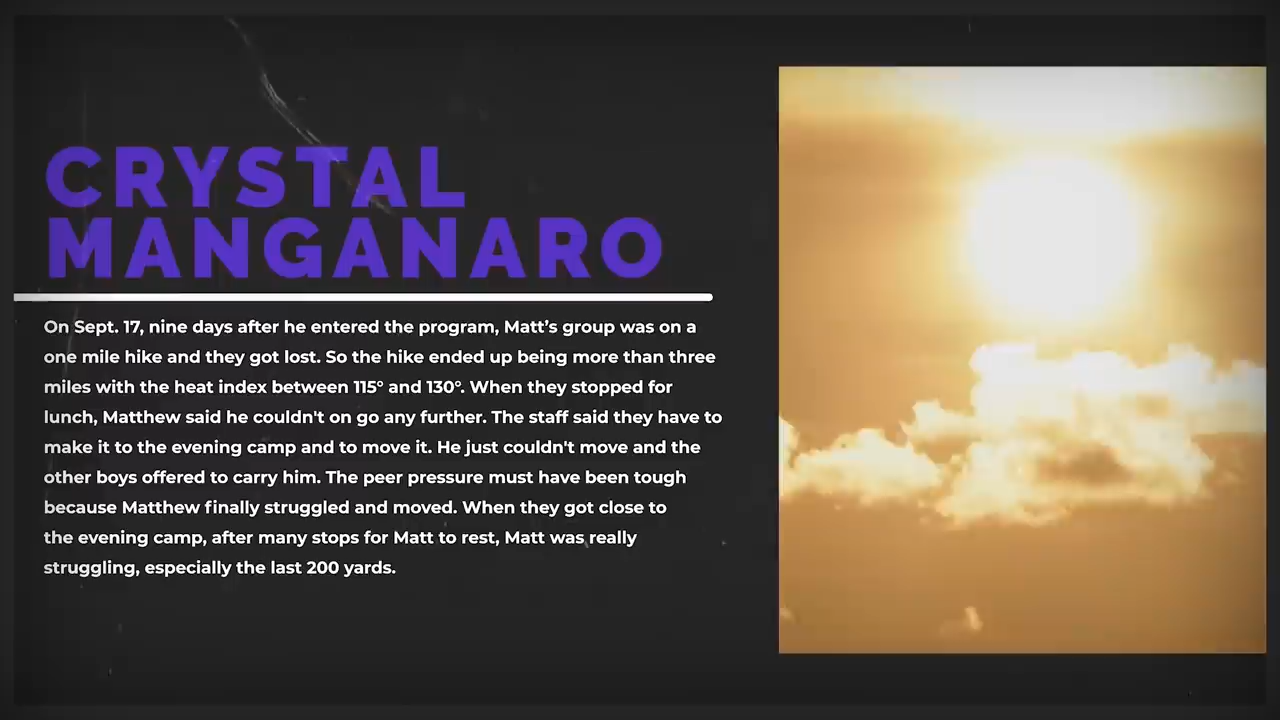 CRYSTAL
MANGANARO
On Sept. 17, nine days after he entered the program, Matt’s group was on a
one mile hike and they got lost. So the hike ended up being more than three
miles with the heat index between 115° and 130°. When they stopped for
lunch, Matthew said he couldn't on go any further. The staff said they have to
make it to the evening camp and to move it. He just couldn't move and the
other boys offered to carry him. The peer pressure must have been tough
because Matthew finally struggled and moved. When they got close to
the evening camp, after many stops for Matt to rest, Matt was really
struggling, especially the last 200 yards.